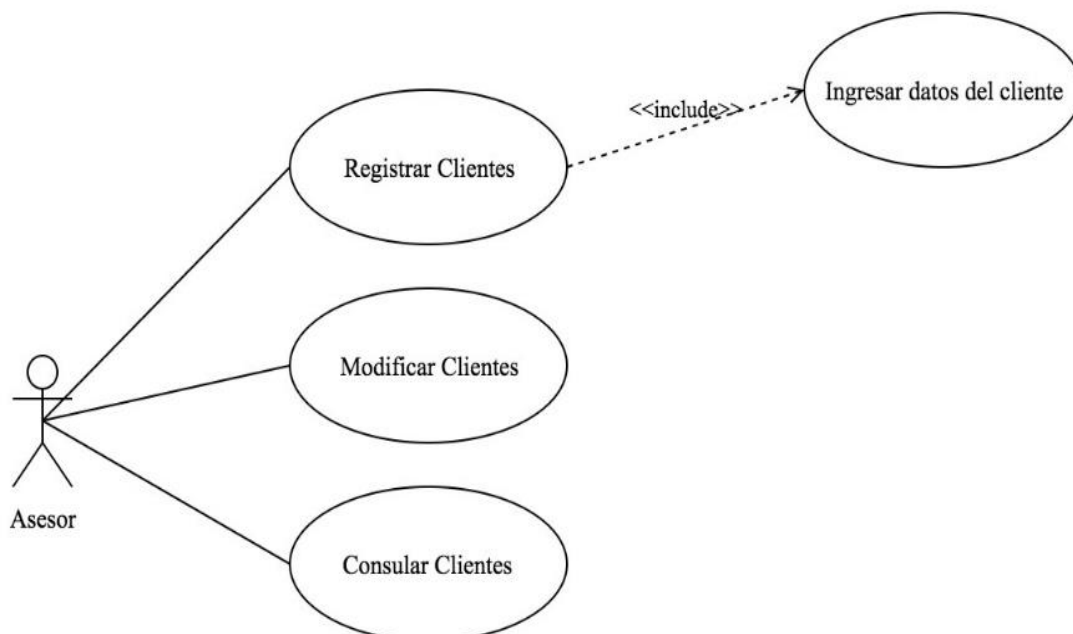 Ingresar datos del cliente
<<include>>
Registrar Clientes
Modificar Clientes
Asesor
Consular Clientes